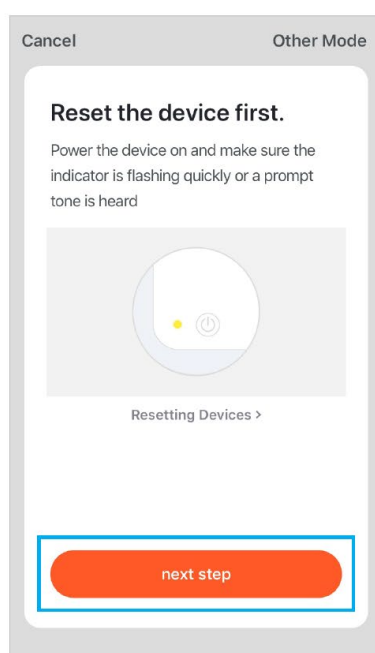 Cancel
Other Mode
Reset the device first.
Power the device on and make sure the
indicator is flashing quickly or a prompt
tone is heard
Resetting Devices >
next step